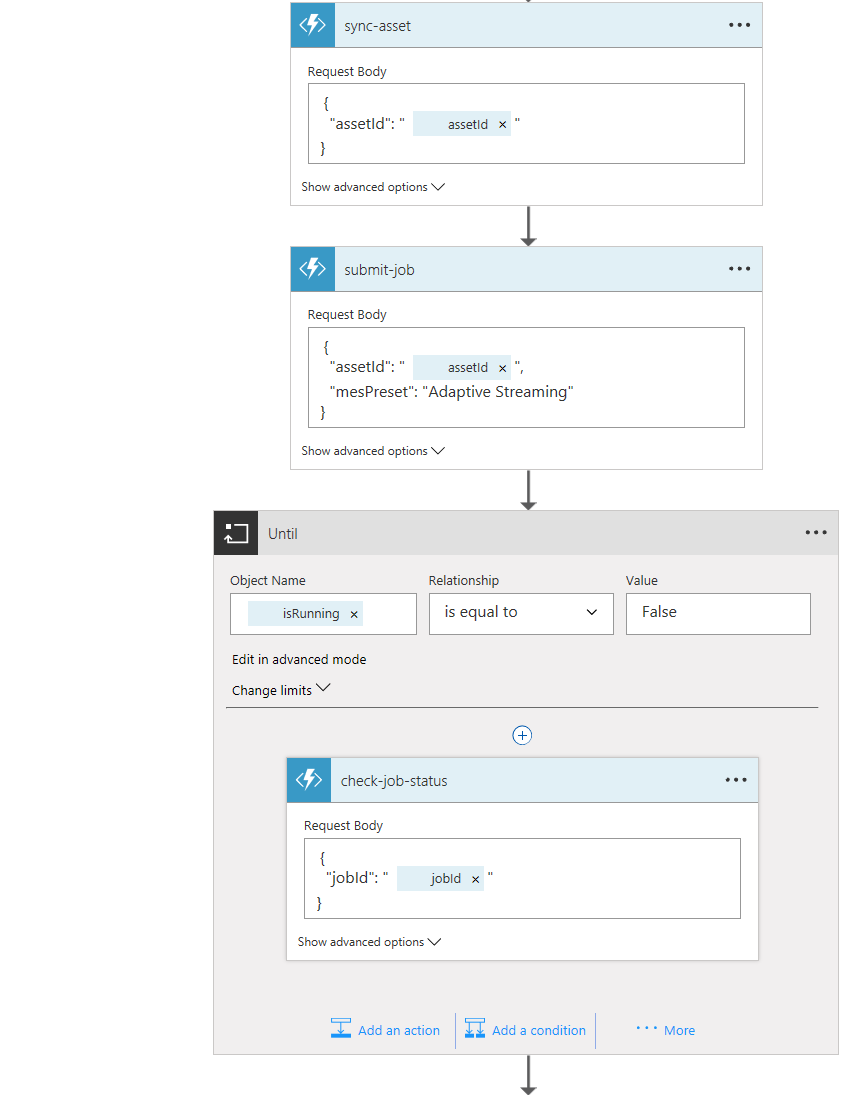 sync-asset
Request Body
{
"assetId": " assetId × "
}
Show advanced options
submit-job
Request Body
{
"assetId": " assetId × ",
"mesPreset": "Adaptive Streaming"
}
Show advanced options
Until
Object Name Relationship Value
isRunning × is equal to False
Edit in advanced mode
Change limits
check-job-status
Request Body
{
"jobId": " jobId × "
}
Show advanced options
Add an action Add a condition ··· More